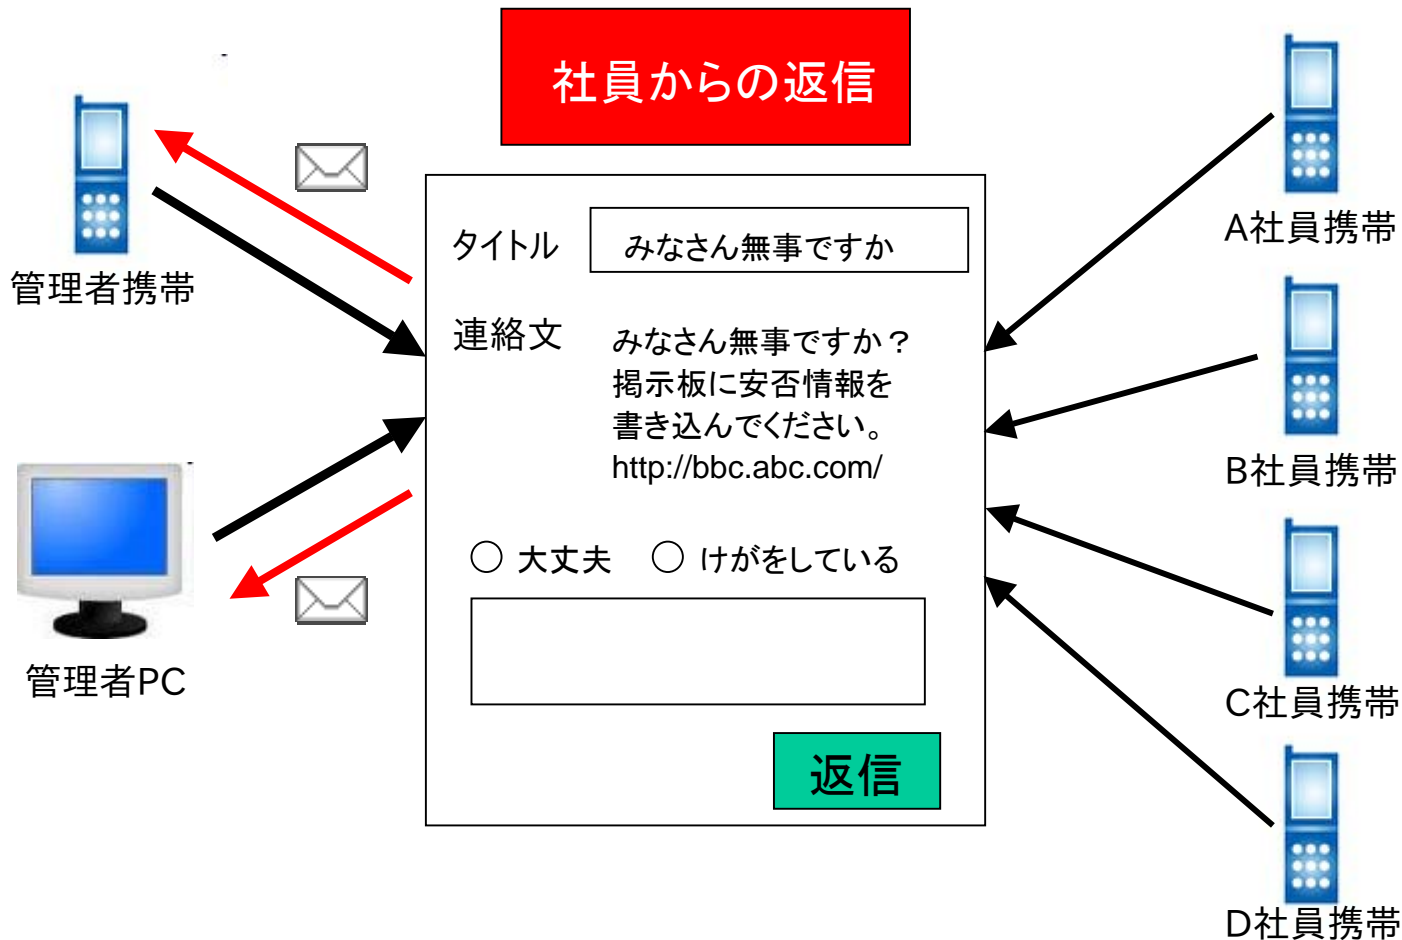 社員からの返信
管理者携帯
管理者PC
タイトル
みなさん無事ですか
連絡文
みなさん無事ですか？
掲示板に安否情報を
書き込んでください。
http://bbc.abc.com/
○ 大丈夫 ○ けがをしている
返信
A社員携帯
B社員携帯
C社員携帯
D社員携帯